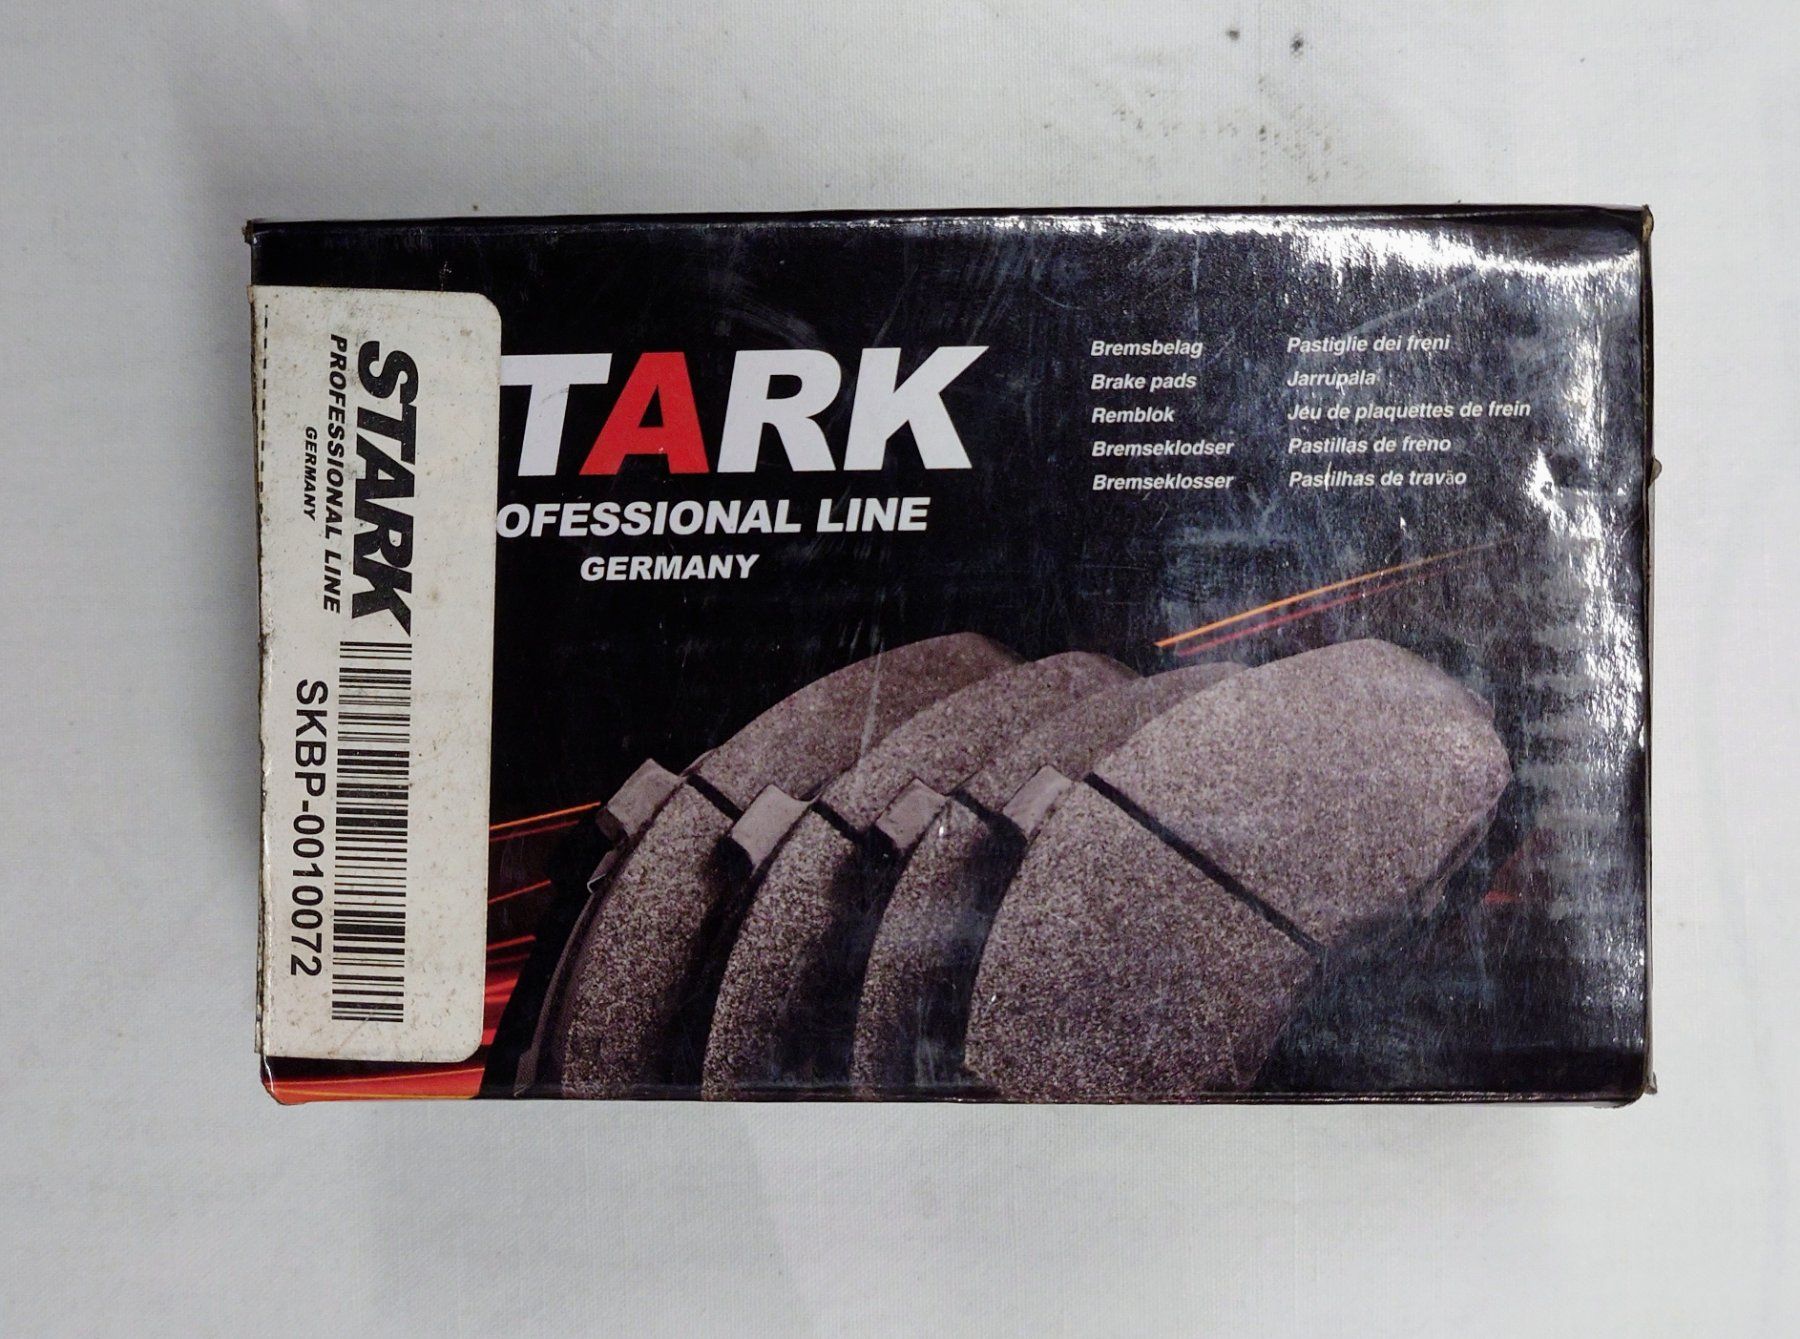 STARK
PROFESSIONAL LINE
GERMANY
SKBP-0010072
TARK
OFESSIONAL LINE
GERMANY
Bremsbelag
Brake pads
Remblok
Bremseklodser
Bremseklosser
Pastiglie dei freni
Jarrupala
Jeu de plaquettes de frein
Pastillas de freno
Pastilhas de travão